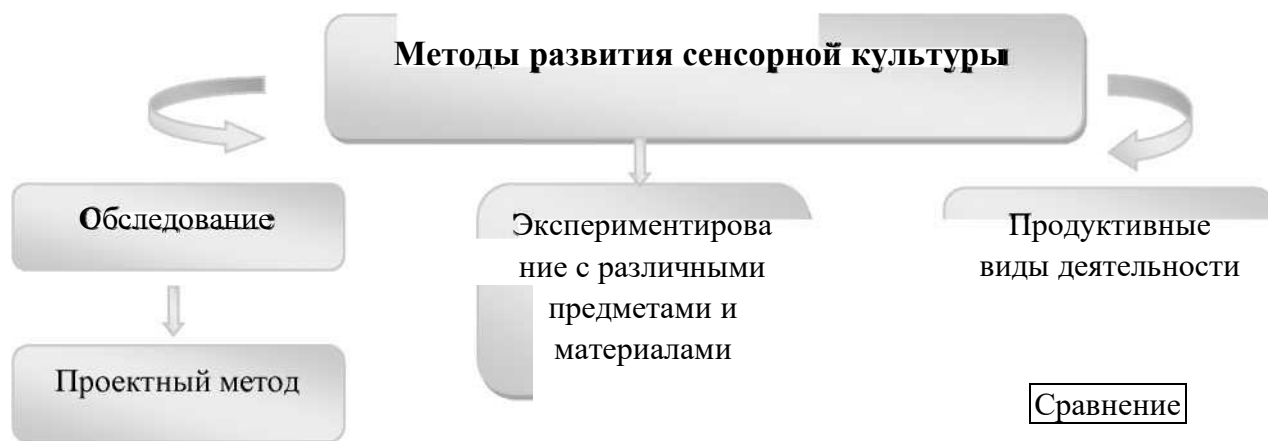 Методы развития сенсорной культуры
Обследование
Экспериментирова
ние с различными
предметами и
материалами
Продуктивные
виды деятельности
Проектный метод
Сравнение